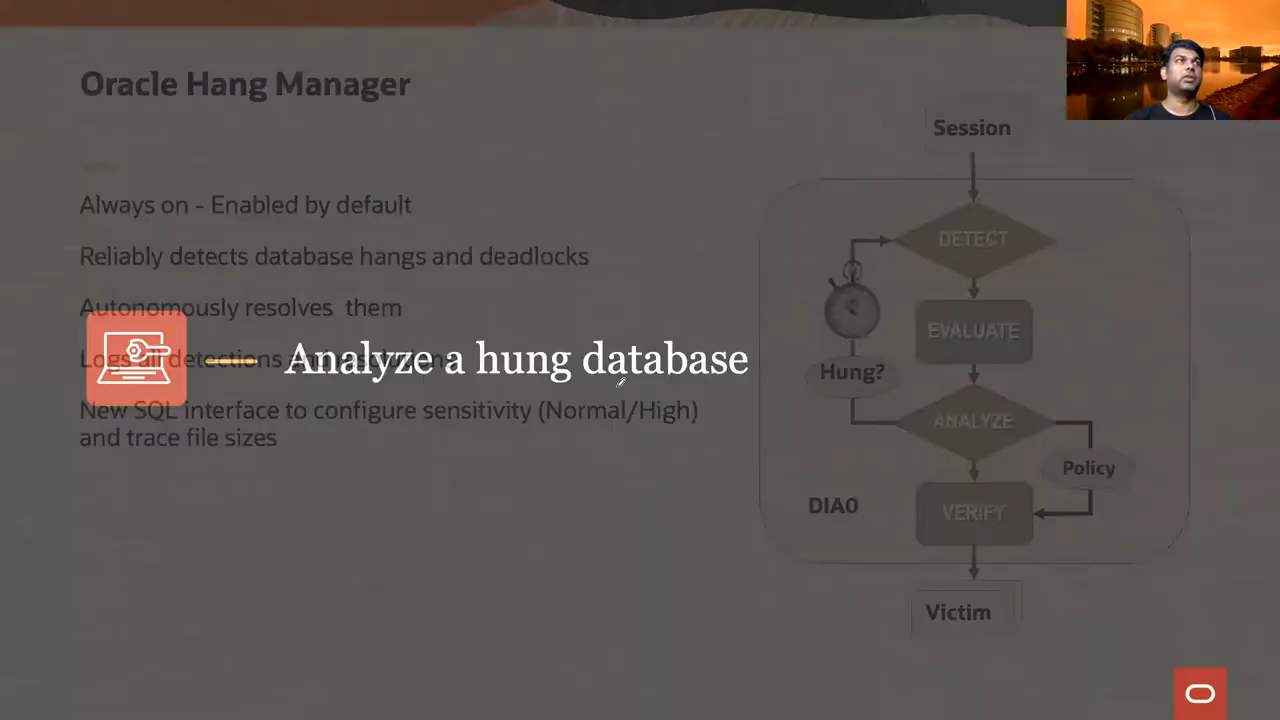 Oracle Hang Manager
Always on - Enabled by default
Reliably detects database hangs and deadlocks
Autonomously resolves them
Logs all detections and
Analyze a hung database
New SQL interface to configure sensitivity (Normal/High)
and trace file sizes
Session
DETECT
EVALUATE
Hung?
ANALYZE
Policy
DIA0
VERIFY
Victim